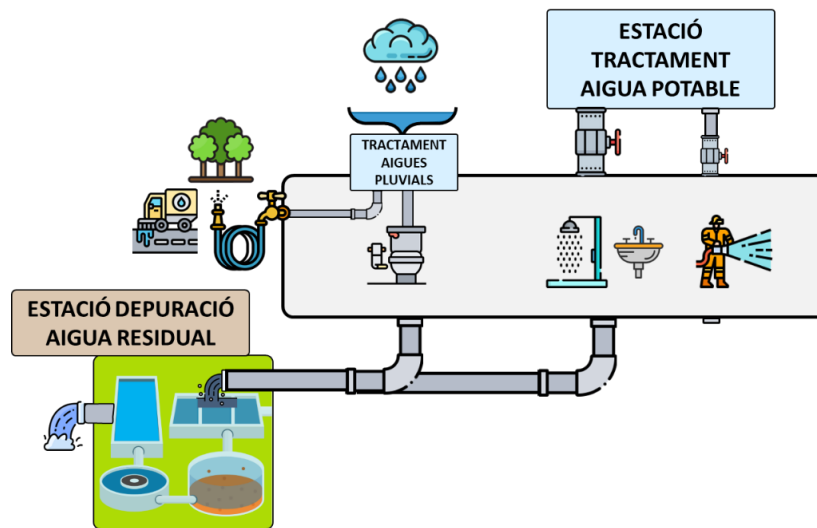 ESTACIÓ
TRACTAMENT
AIGUA POTABLE
TRACTAMENT
AIGUES
PLUVIALS
ESTACIÓ DEPURACIÓ
AIGUA RESIDUAL